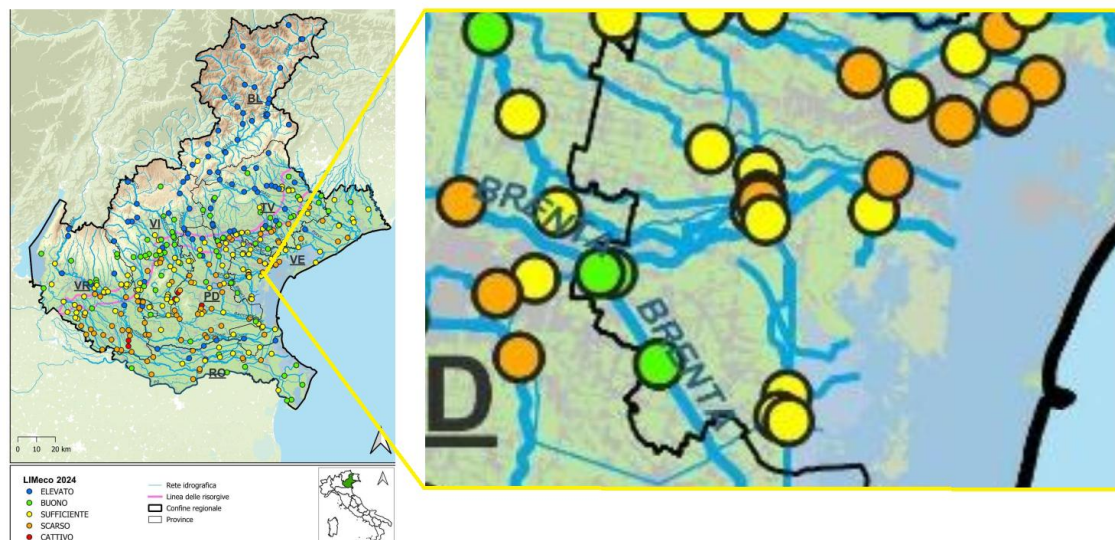 BL
TV
VI
VE
VR
PD
RO
0 10 20 km
LIMeco 2024
ELEVATO
BUONO
SUFFICIENTE
SCARSO
CATTIVO
Rete idrografica
Linea delle risorgive
Confine regionale
Province
BRENTA
BRENTA
D